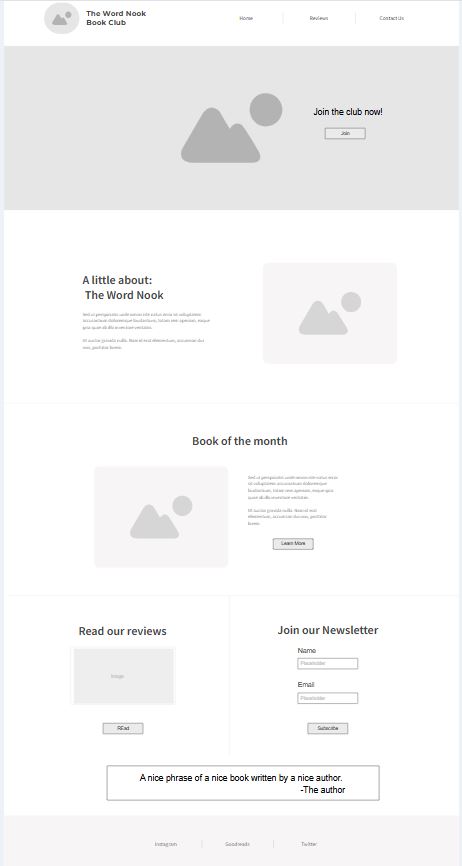 The Word Nook
Book Club
Home
Reviews
Contact Us
Join the club now!
Join
A little about:
The Word Nook
Sed ut perspiciatis unde omnis iste natus error sit voluptatem
accusantium doloremque laudantium, totam rem aperiam, eaque
ipsa quae ab illo inventore veritatis.
Ut auctor gravida nulla. Nam id erat elementum, accumsan dui
non, porttitor lorem.
Book of the month
Sed ut perspiciatis unde omnis iste natus error
sit voluptatem accusantium doloremque
laudantium, totam rem aperiam, eaque ipsa
quae ab illo inventore veritatis.
Ut auctor gravida nulla. Nam id erat
elementum, accumsan dui non, porttitor
lorem.
Learn More
Read our reviews
Image
REad
Join our Newsletter
Name
Placeholder
Email
Placeholder
Subscribe
A nice phrase of a nice book written by a nice author.
-The author
Instagram
Goodreads
Twitter